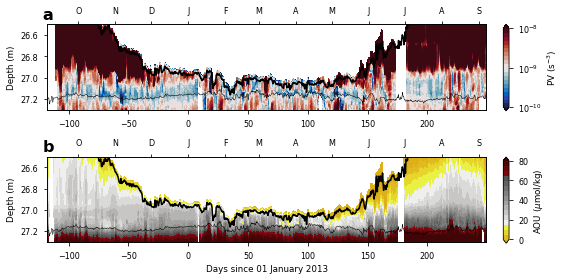 a
O N D J F M A M J J A S
26.6
26.8
27.0
27.2
Depth (m)
−100 −50 0 50 100 150 200
10⁻⁸
10⁻⁹
10⁻¹⁰
PV (s⁻³)
b
O N D J F M A M J J A S
26.6
26.8
27.0
27.2
Depth (m)
−100 −50 0 50 100 150 200
Days since 01 January 2013
80
60
40
20
0
AOU (μmol/kg)